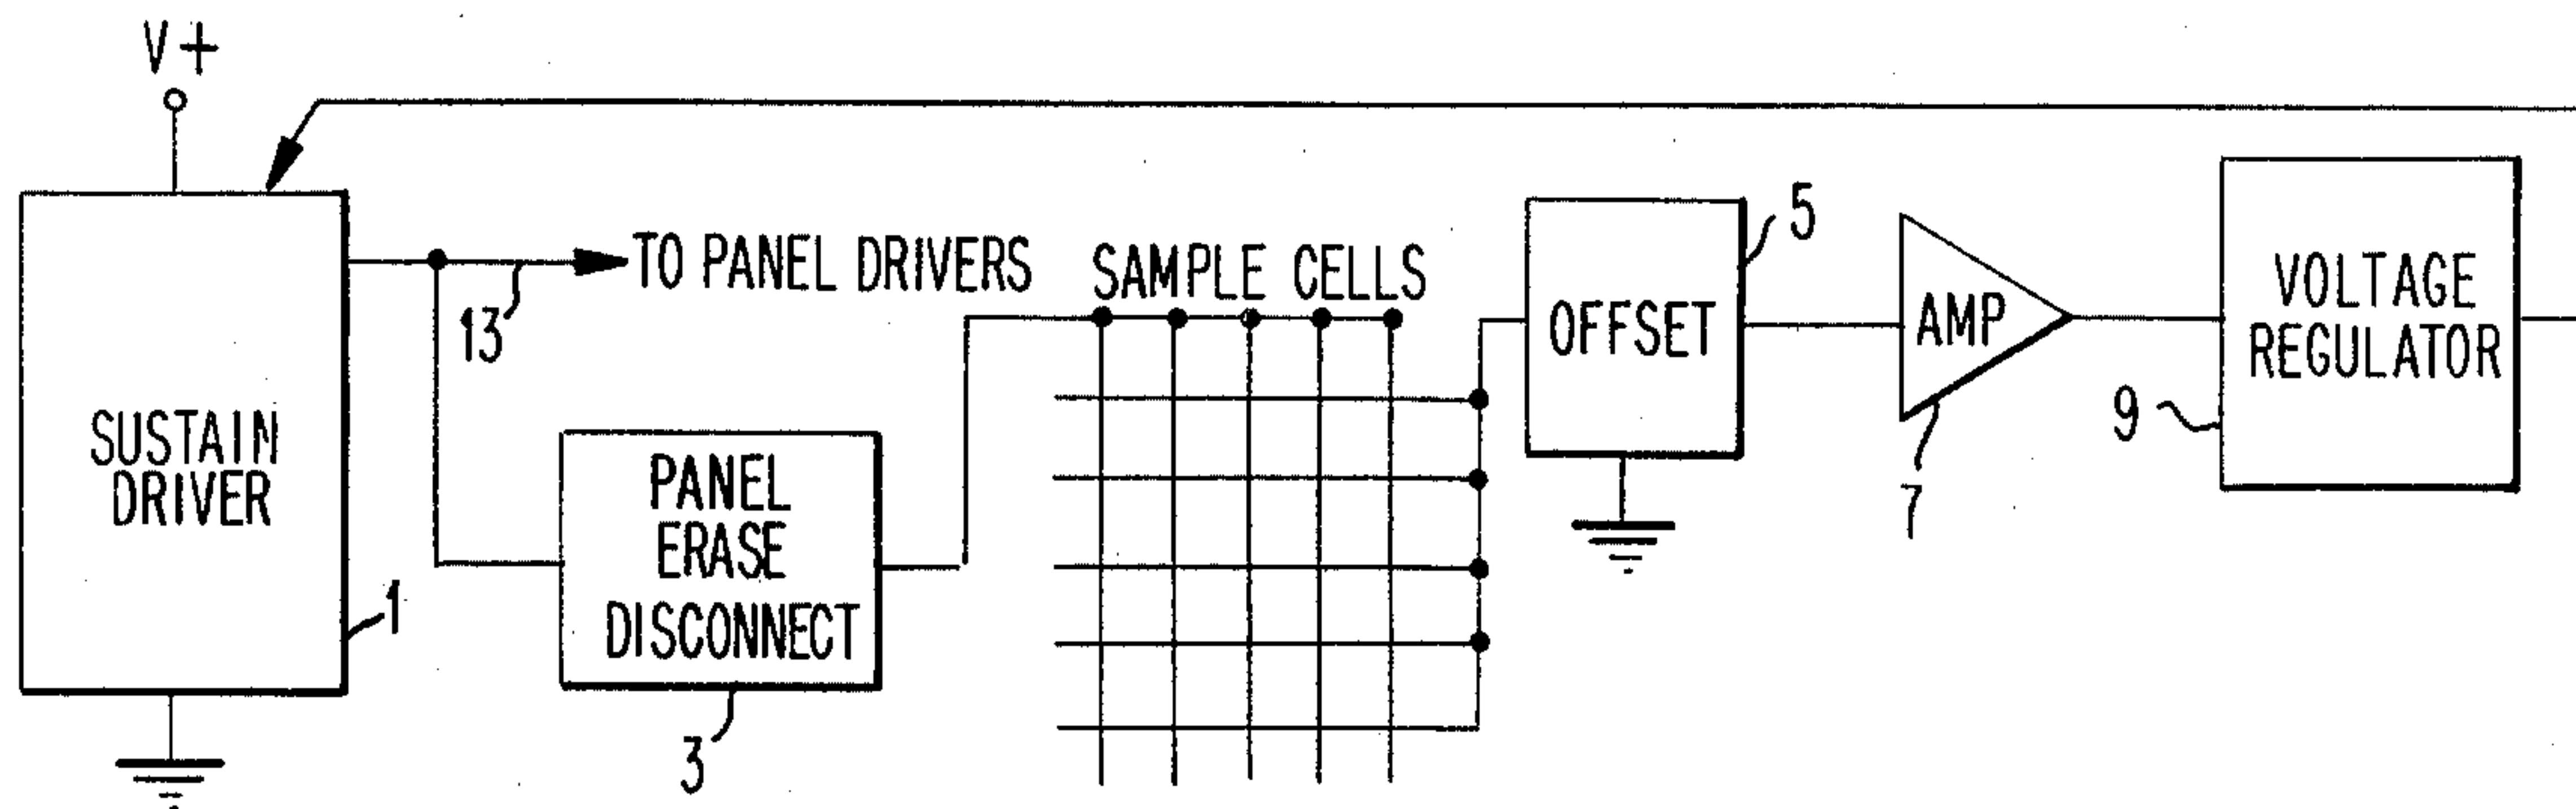 V+
TO PANEL DRIVERS
13
SAMPLE CELLS
SUSTAIN
DRIVER
1
PANEL
ERASE
DISCONNECT
3
OFFSET
5
AMP
7
VOLTAGE
REGULATOR
9